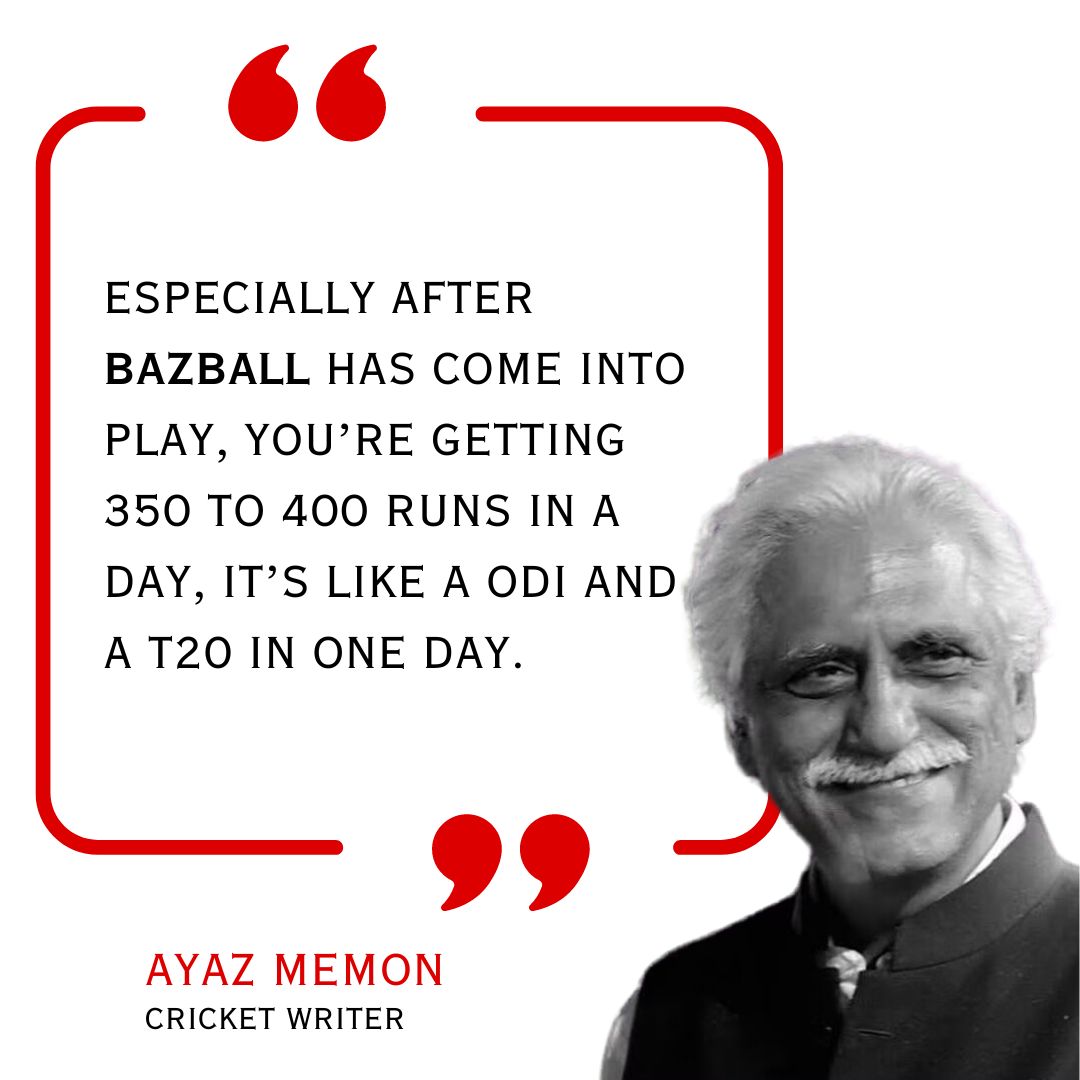 ESPECIALLY AFTER
BAZBALL HAS COME INTO
PLAY, YOU’RE GETTING
350 TO 400 RUNS IN A
DAY, IT’S LIKE A ODI AND
A T20 IN ONE DAY.
AYAZ MEMON
CRICKET WRITER